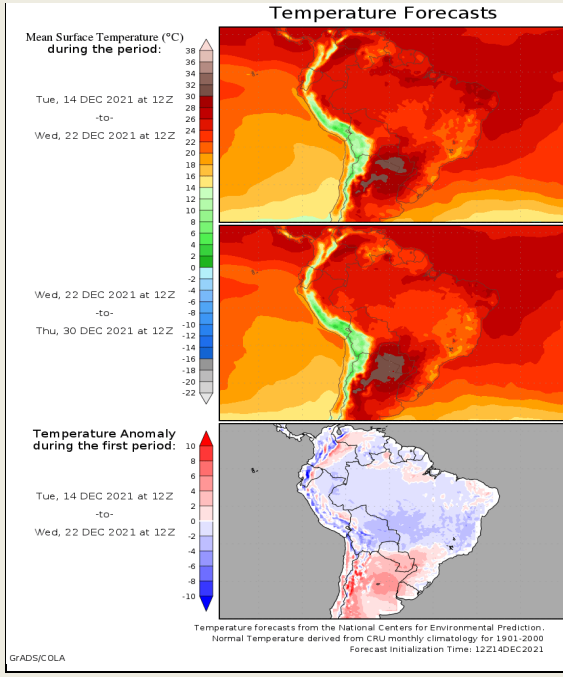 Temperature Forecasts
Mean Surface Temperature (°C)
during the period:
Tue, 14 DEC 2021 at 12Z
-to-
Wed, 22 DEC 2021 at 12Z
38
36
34
32
30
28
26
24
22
20
18
16
14
12
10
8
6
4
2
0
-2
-4
-6
-8
-10
-12
-14
-16
-18
-20
-22
Wed, 22 DEC 2021 at 12Z
-to-
Thu, 30 DEC 2021 at 12Z
Temperature Anomaly
during the first period:
Tue, 14 DEC 2021 at 12Z
-to-
Wed, 22 DEC 2021 at 12Z
10
8
6
4
2
0
-2
-4
-6
-8
-10
Temperature forecasts from the National Centers for Environmental Prediction.
Normal Temperature derived from CRU monthly climatology for 1901-2000
Forecast Initialization Time: 12Z14DEC2021
GrADS/COLA